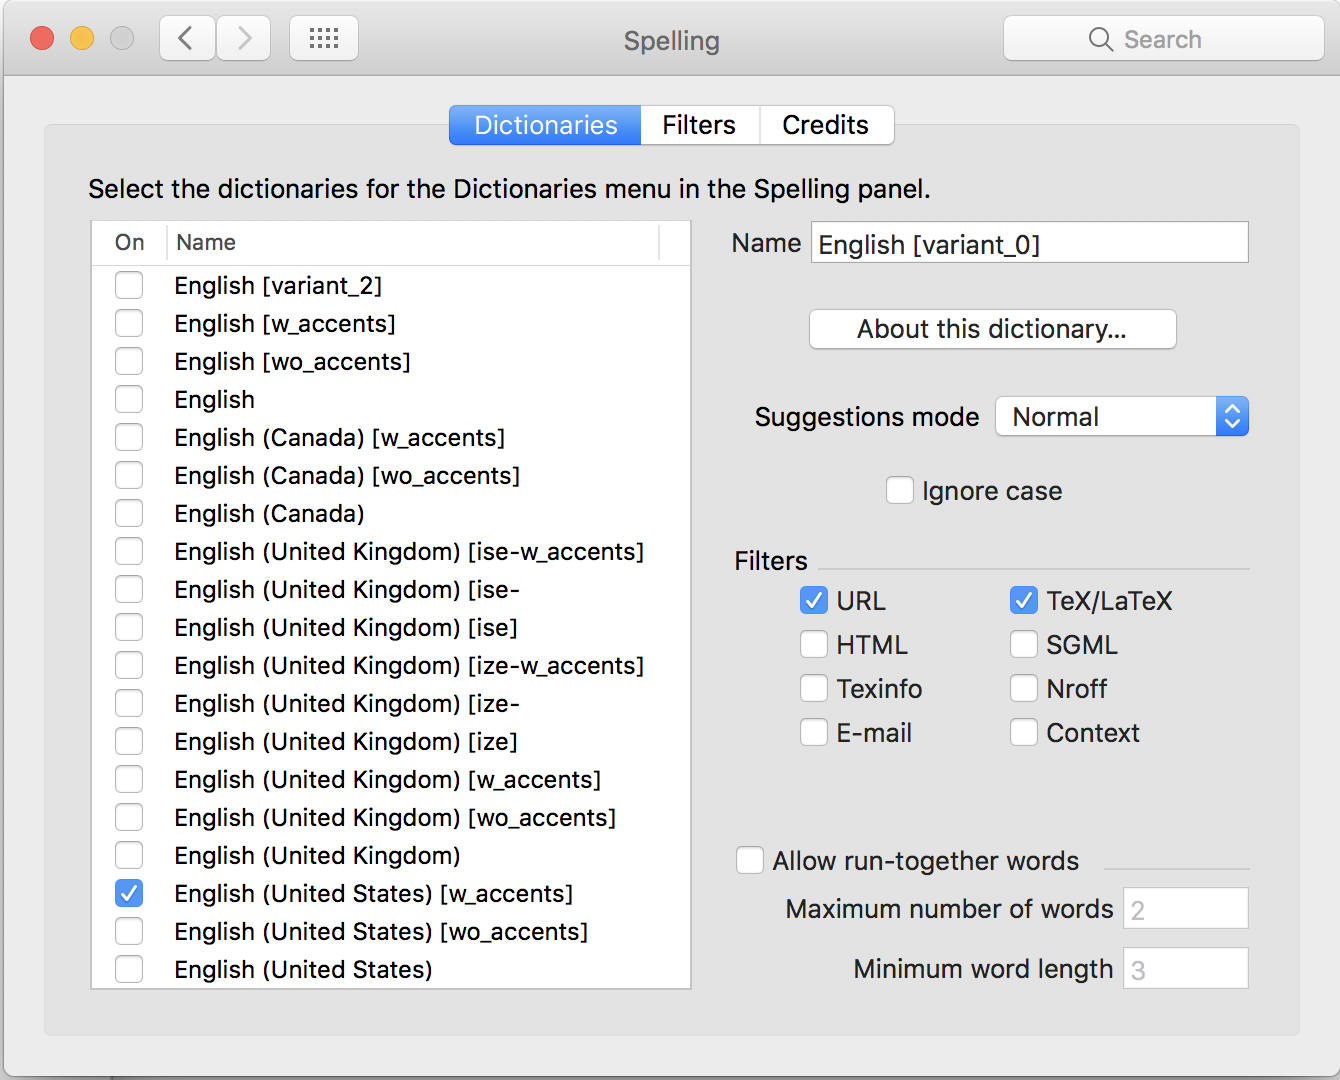 Spelling
Search
Dictionaries
Filters
Credits
Select the dictionaries for the Dictionaries menu in the Spelling panel.
On Name
English [variant_2]
English [w_accents]
English [wo_accents]
English
English (Canada) [w_accents]
English (Canada) [wo_accents]
English (Canada)
English (United Kingdom) [ise-w_accents]
English (United Kingdom) [ise-
English (United Kingdom) [ise]
English (United Kingdom) [ize-w_accents]
English (United Kingdom) [ize-
English (United Kingdom) [ize]
English (United Kingdom) [w_accents]
English (United Kingdom) [wo_accents]
English (United Kingdom)
English (United States) [w_accents]
English (United States) [wo_accents]
English (United States)
Name English [variant_0]
About this dictionary...
Suggestions mode Normal
Ignore case
Filters
URL TeX/LaTeX
HTML SGML
Texinfo Nroff
E-mail Context
Allow run-together words
Maximum number of words 2
Minimum word length 3